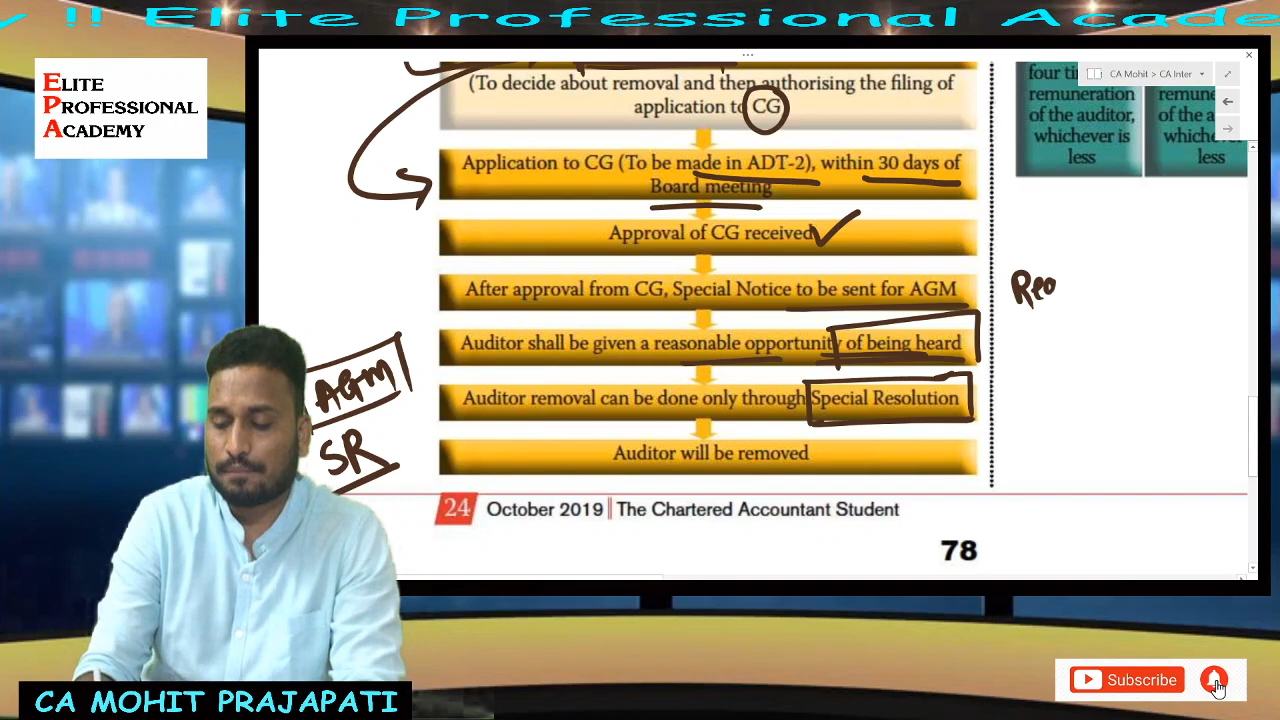 !! Elite Professional Acade
ELITE
PROFESSIONAL
ACADEMY
CA Mohit > CA Inter
(To decide about removal and then authorising the filing of
application to CG
Application to CG (To be made in ADT-2), within 30 days of
Board meeting
Approval of CG received
After approval from CG, Special Notice to be sent for AGM
Auditor shall be given a reasonable opportunity of being heard
Auditor removal can be done only through Special Resolution
Auditor will be removed
four
remuneration
of the auditor,
whichever is
less
remune
of the a
whiche
less
AGM
SR
24 October 2019 | The Chartered Accountant Student
78
CA MOHIT PRAJAPATI
Subscribe